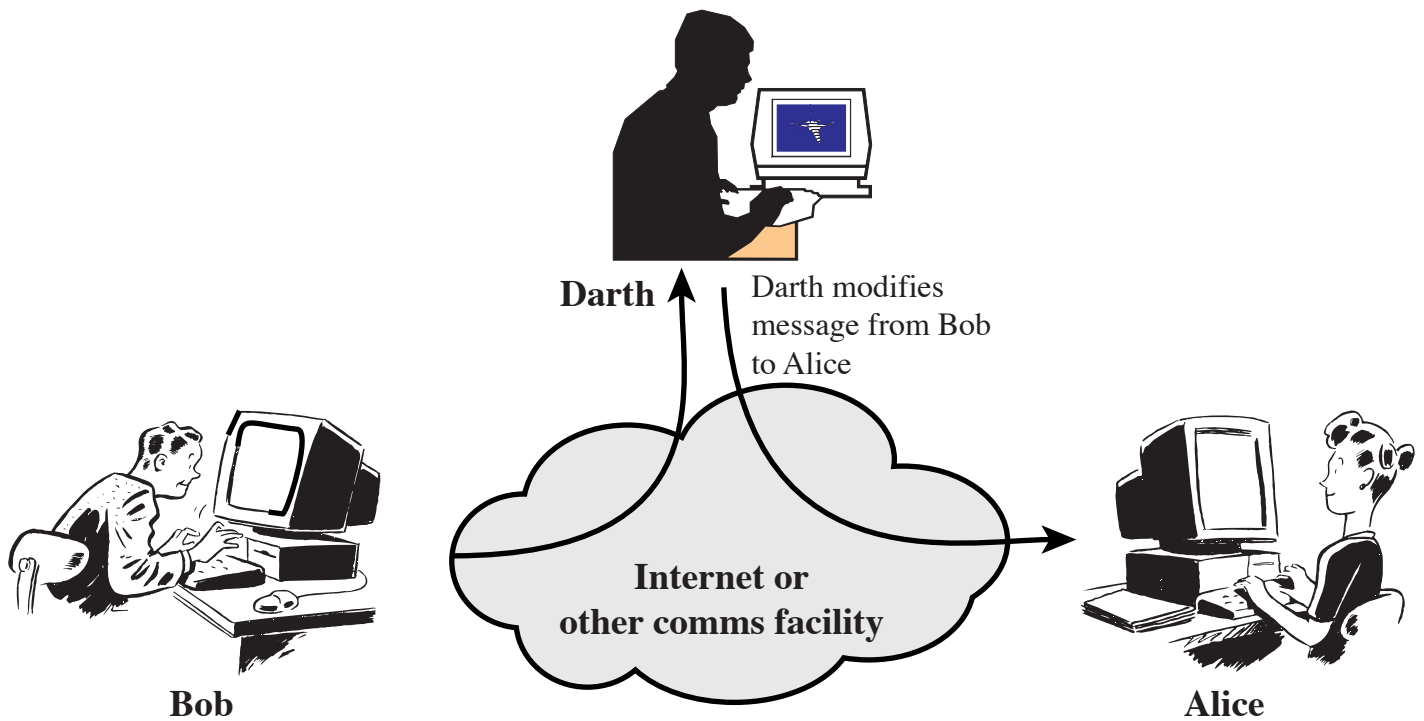 Darth
Darth modifies
message from Bob
to Alice
Internet or
other comms facility
Bob
Alice